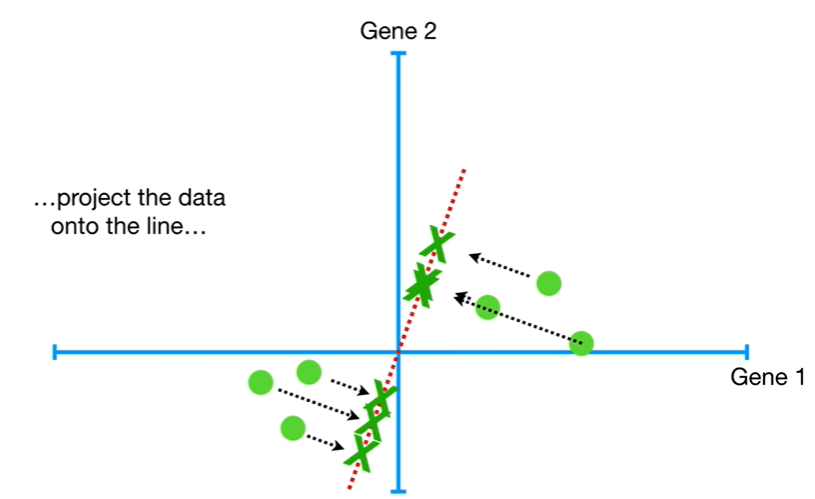 Gene 2
…project the data
onto the line…
Gene 1